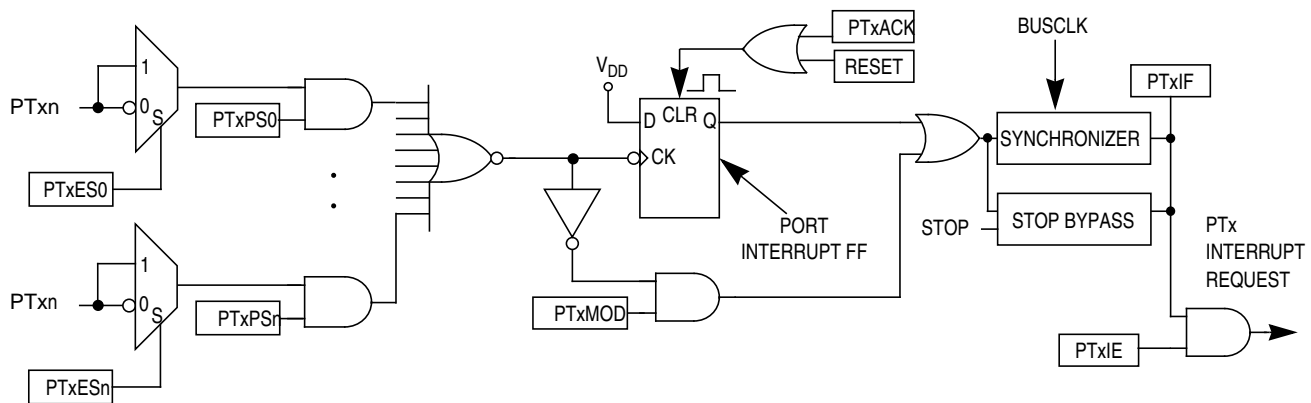 PTxn
1
0
S
PTxES0
PTxPS0
PTxn
1
0
S
PTxESn
PTxPSn
VDD
D
CLR
Q
CK
PTxACK
RESET
PORT
INTERRUPT FF
PTxMOD
BUSCLK
SYNCHRONIZER
STOP
STOP BYPASS
PTxIF
PTx
INTERRUPT
REQUEST
PTxIE